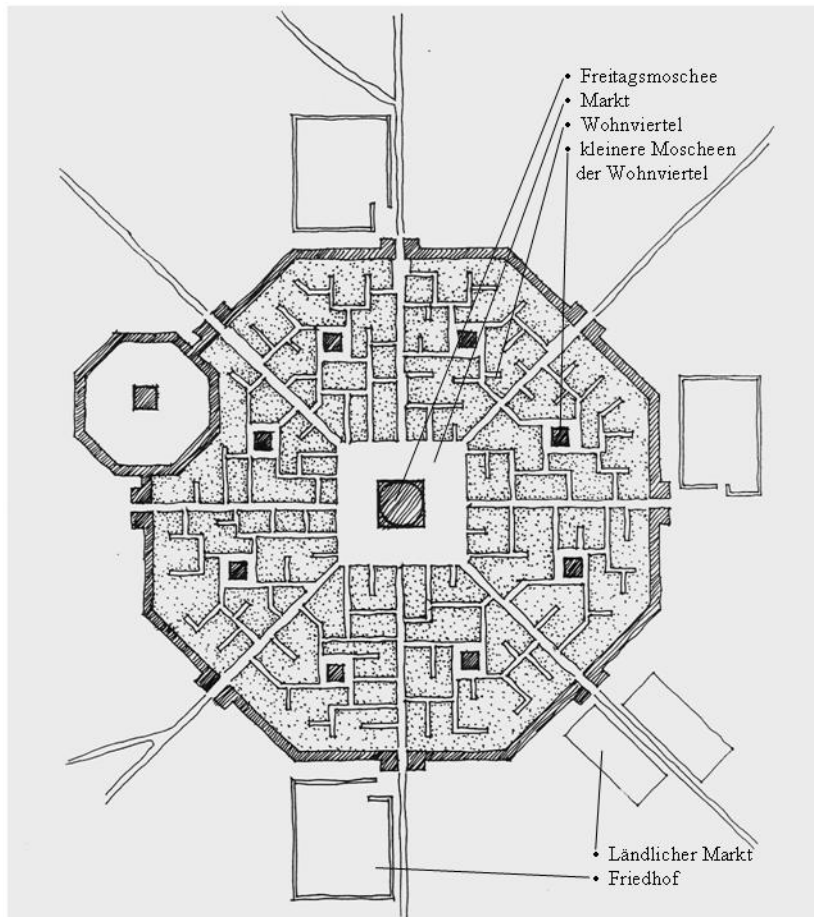 • Freitagsmoschee
• Markt
• Wohnviertel
• kleinere Moscheen
der Wohnviertel
• Ländlicher Markt
• Friedhof